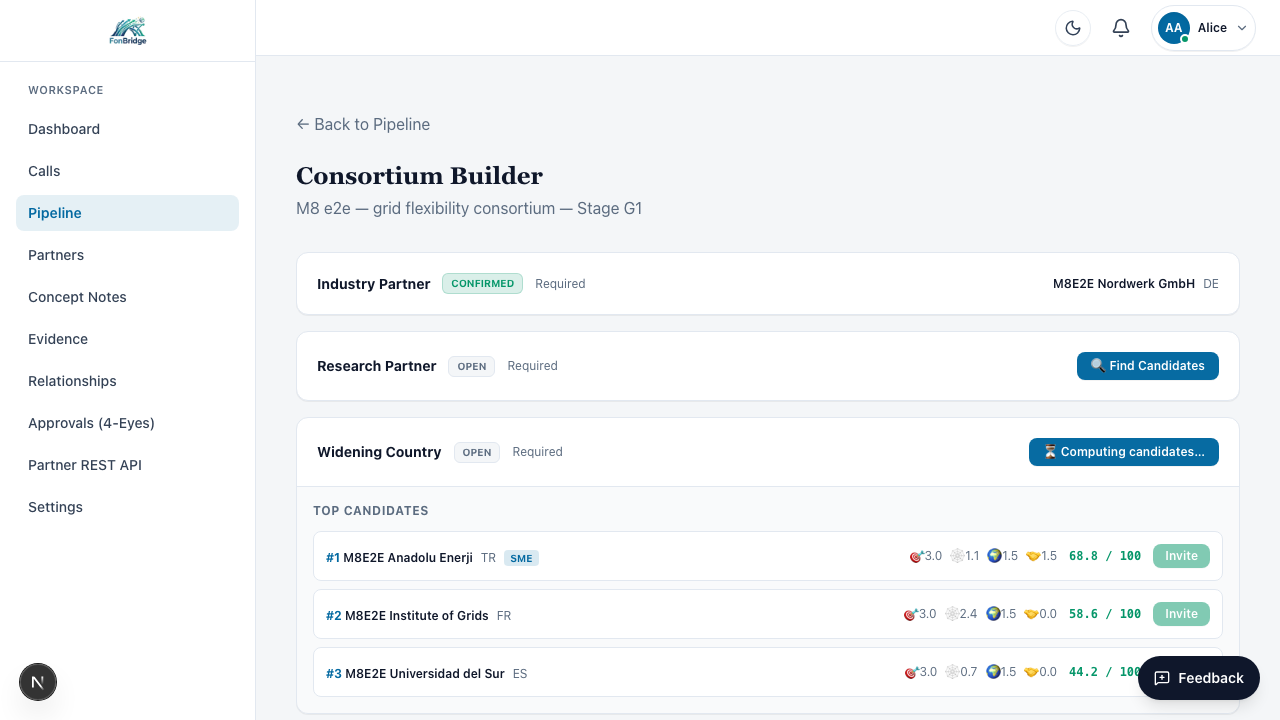 FonBridge
AA Alice
WORKSPACE
Dashboard
Calls
Pipeline
Partners
Concept Notes
Evidence
Relationships
Approvals (4-Eyes)
Partner REST API
Settings
N
← Back to Pipeline
Consortium Builder
M8 e2e — grid flexibility consortium — Stage G1
Industry Partner CONFIRMED Required M8E2E Nordwerk GmbH DE
Research Partner OPEN Required 🔍 Find Candidates
Widening Country OPEN Required ⏳ Computing candidates...
TOP CANDIDATES
#1 M8E2E Anadolu Enerji TR SME 🎯3.0 🕸️1.1 🌍1.5 🤝1.5 68.8 / 100 Invite
#2 M8E2E Institute of Grids FR 🎯3.0 🕸️2.4 🌍1.5 🤝0.0 58.6 / 100 Invite
#3 M8E2E Universidad del Sur ES 🎯3.0 🕸️0.7 🌍1.5 🤝0.0 44.2 / 100
Feedback